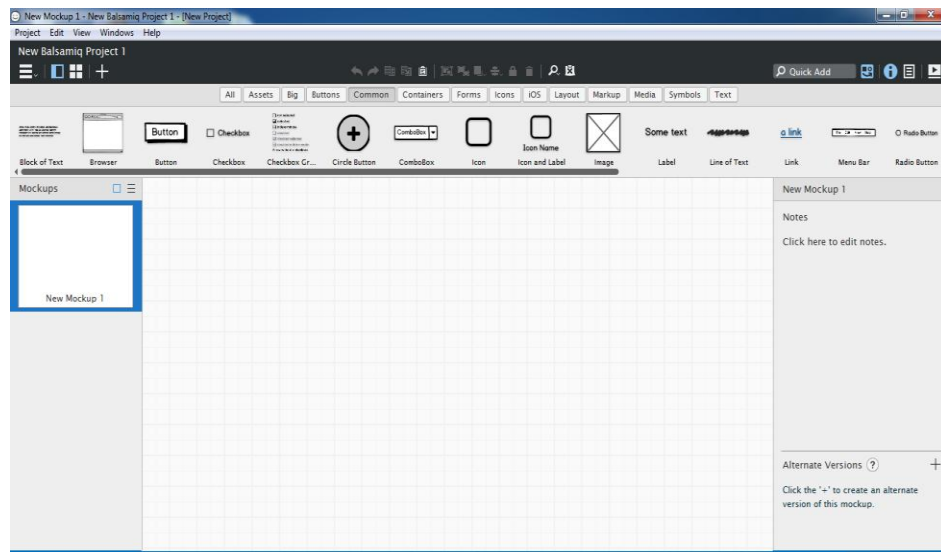 New Mockup 1 - New Balsamiq Project 1 - [New Project]
Project Edit View Windows Help
New Balsamiq Project 1
Quick Add
All Assets Big Buttons Common Containers Forms Icons iOS Layout Markup Media Symbols Text
Button Checkbox ComboBox Icon Name Some text a link Radio Button
Block of Text Browser Button Checkbox Checkbox Gr... Circle Button ComboBox Icon Icon and Label Image Label Line of Text Link Menu Bar Radio Button
Mockups
New Mockup 1
New Mockup 1
Notes
Click here to edit notes.
Alternate Versions ?
Click the '+' to create an alternate
version of this mockup.